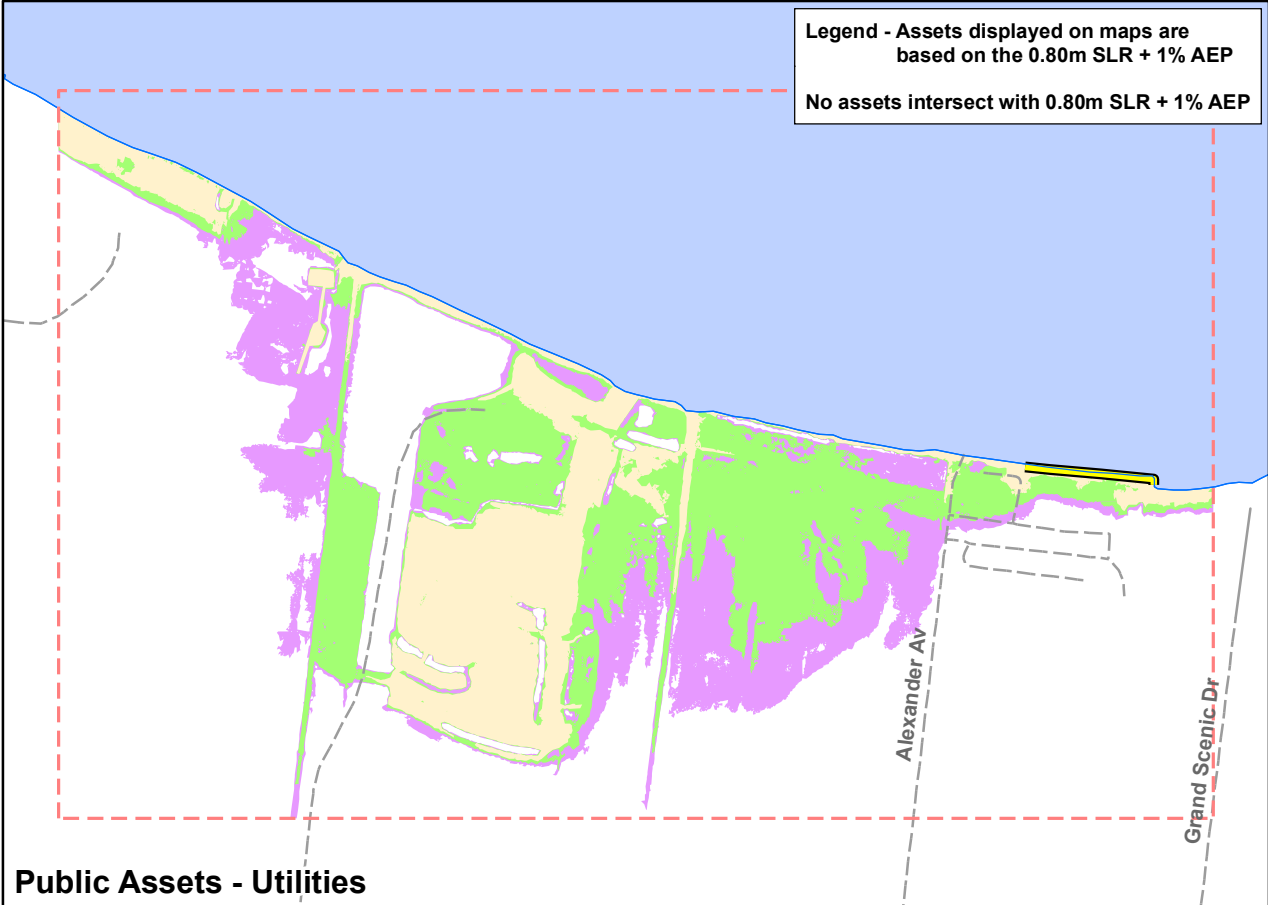 Legend - Assets displayed on maps are
based on the 0.80m SLR + 1% AEP
No assets intersect with 0.80m SLR + 1% AEP
Alexander Av
Grand Scenic Dr
Public Assets - Utilities